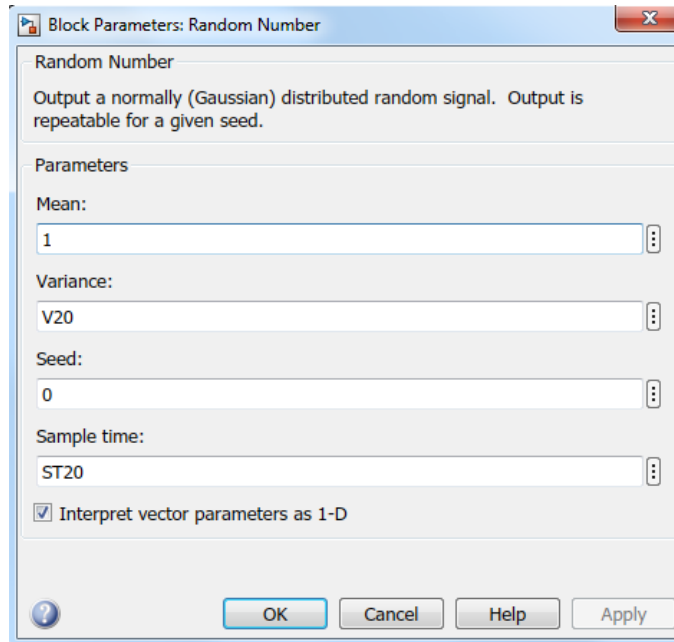 Block Parameters: Random Number
Random Number
Output a normally (Gaussian) distributed random signal.  Output is
repeatable for a given seed.
Parameters
Mean:
1
Variance:
V20
Seed:
0
Sample time:
ST20
Interpret vector parameters as 1-D
OK Cancel Help Apply